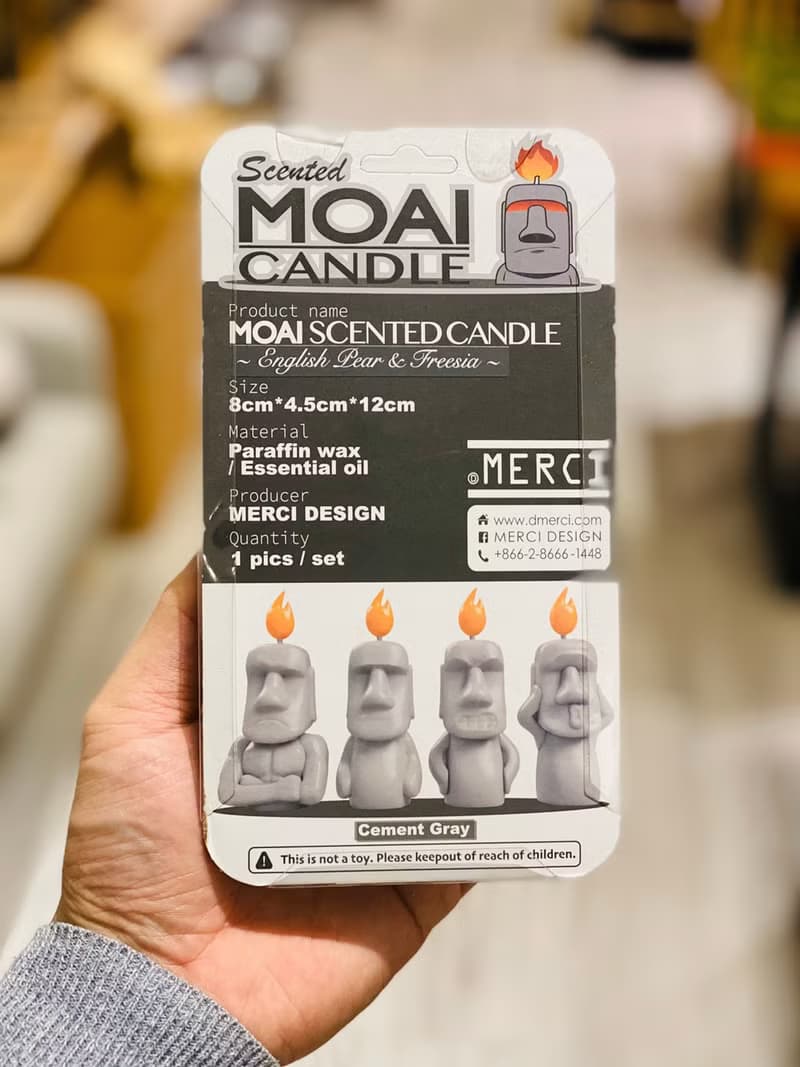 Scented
MOAI
CANDLE
Product name
MOAI SCENTED CANDLE
~ English Pear & Freesia ~
Size
8cm*4.5cm*12cm
Material
Paraffin wax
/ Essential oil
Producer
MERCI DESIGN
Quantity
1 pics / set
MERCI
www.dmerci.com
MERCI DESIGN
+866-2-8666-1448
Cement Gray
This is not a toy. Please keepout of reach of children.